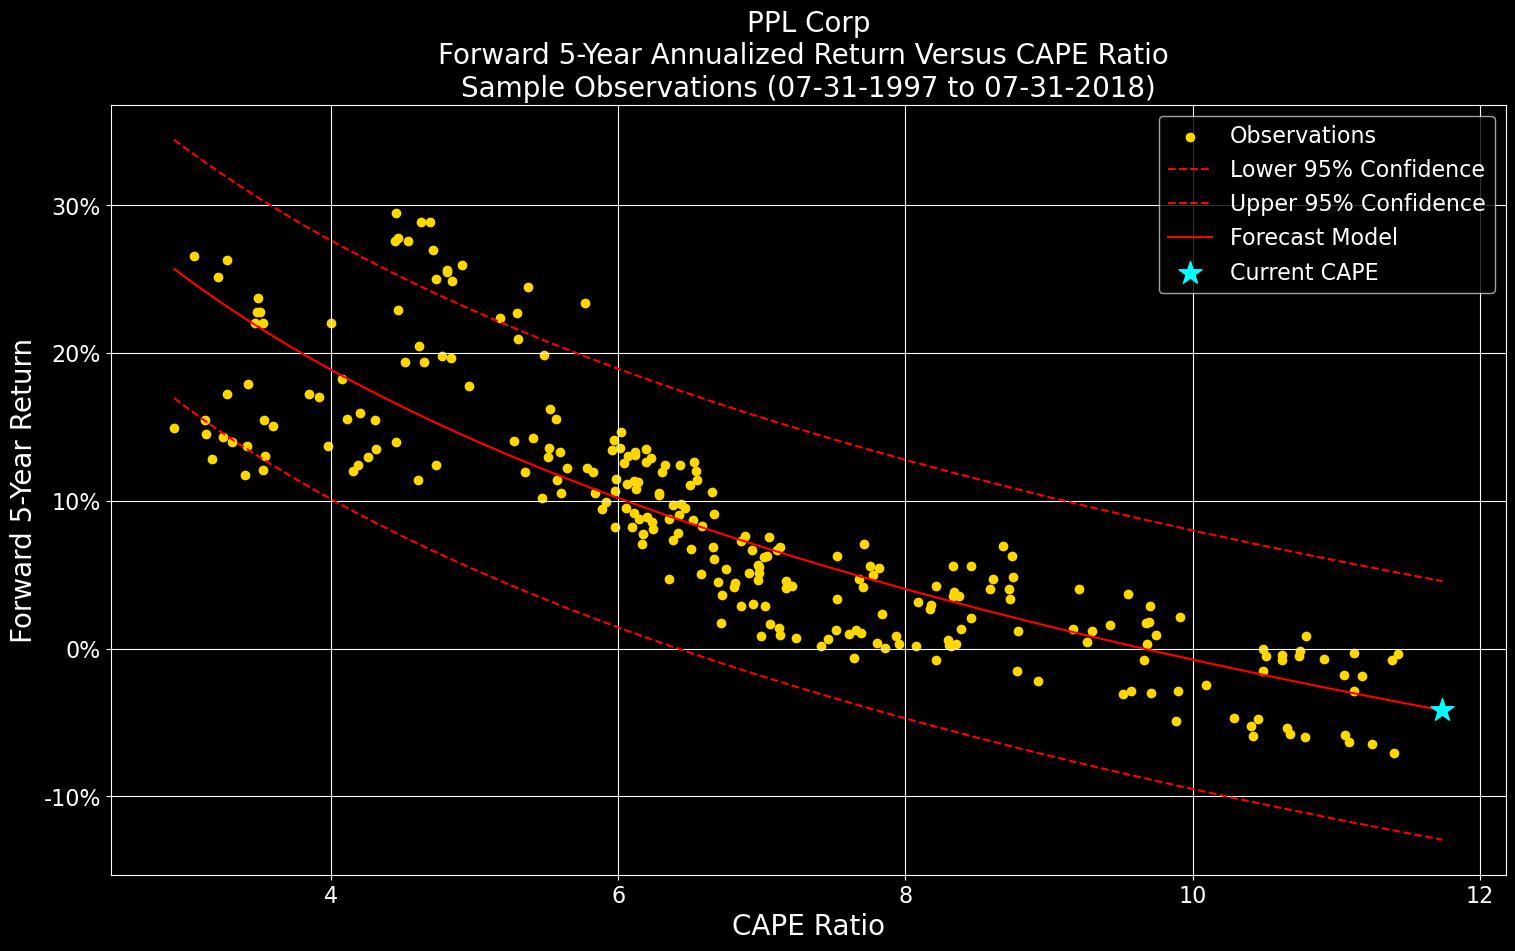 PPL Corp
Forward 5-Year Annualized Return Versus CAPE Ratio
Sample Observations (07-31-1997 to 07-31-2018)
Observations
Lower 95% Confidence
Upper 95% Confidence
Forecast Model
Current CAPE
Forward 5-Year Return
30%
20%
10%
0%
-10%
4
6
8
10
12
CAPE Ratio